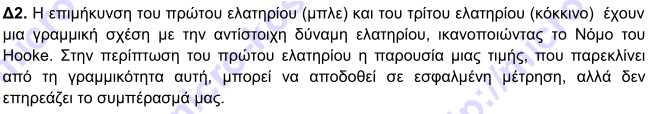 Δ2. Η επιμήκυνση του πρώτου ελατηρίου (μπλε) και του τρίτου ελατηρίου (κόκκινο) έχουν
μια γραμμική σχέση με την αντίστοιχη δύναμη ελατηρίου, ικανοποιώντας το Νόμο του
Hooke. Στην περίπτωση του πρώτου ελατηρίου η παρουσία μιας τιμής, που παρεκλίνει
από τη γραμμικότητα αυτή, μπορεί να αποδοθεί σε εσφαλμένη μέτρηση, αλλά δεν
επηρεάζει το συμπέρασμά μας.